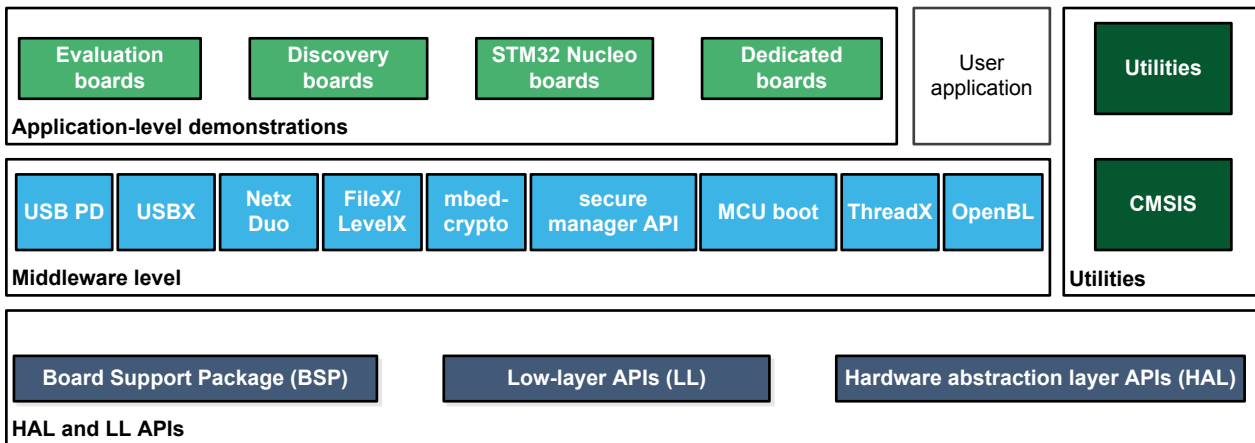 Evaluation
boards
Discovery
boards
STM32 Nucleo
boards
Dedicated
boards
Application-level demonstrations
User
application
Utilities
CMSIS
Utilities
USB PD
USBX
Netx
Duo
FileX/
LevelX
mbed-
crypto
secure
manager API
MCU boot
ThreadX
OpenBL
Middleware level
Board Support Package (BSP)
Low-layer APIs (LL)
Hardware abstraction layer APIs (HAL)
HAL and LL APIs